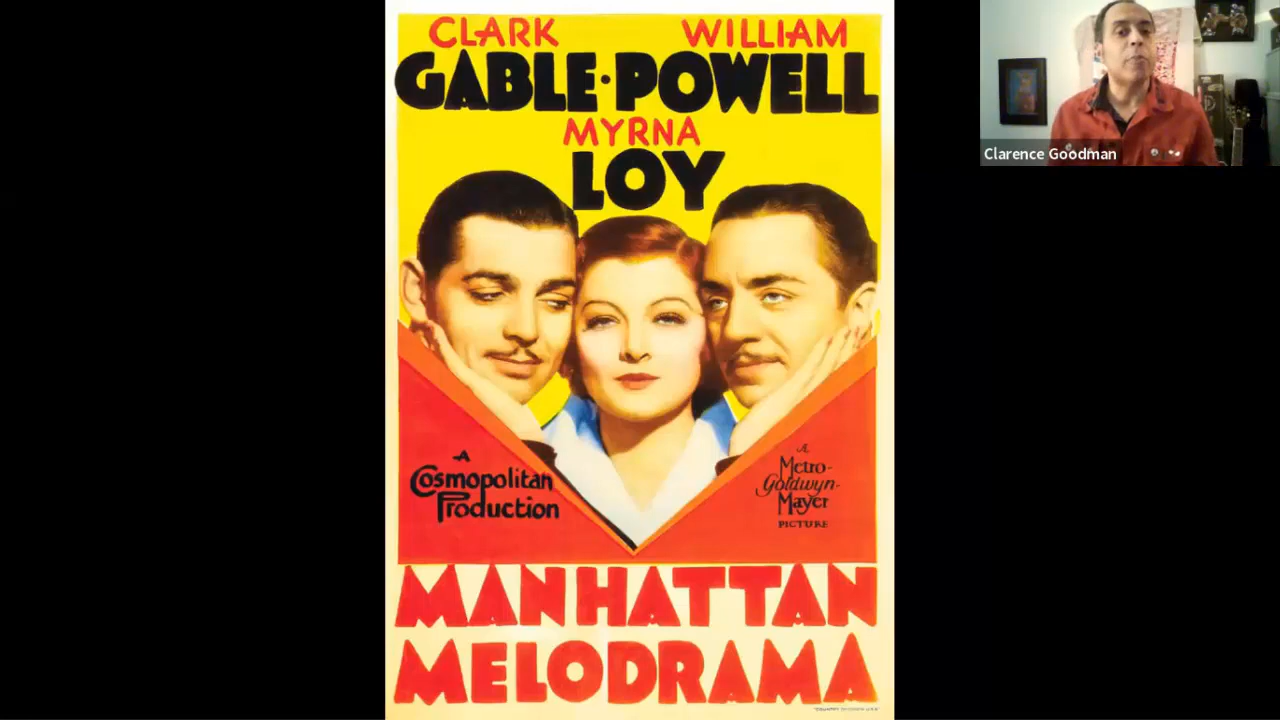 CLARK WILLIAM
GABLE·POWELL
MYRNA
LOY
A
Cosmopolitan
Production
A
Metro-
Goldwyn-
Mayer
PICTURE
MANHATTAN
MELODRAMA
Clarence Goodman